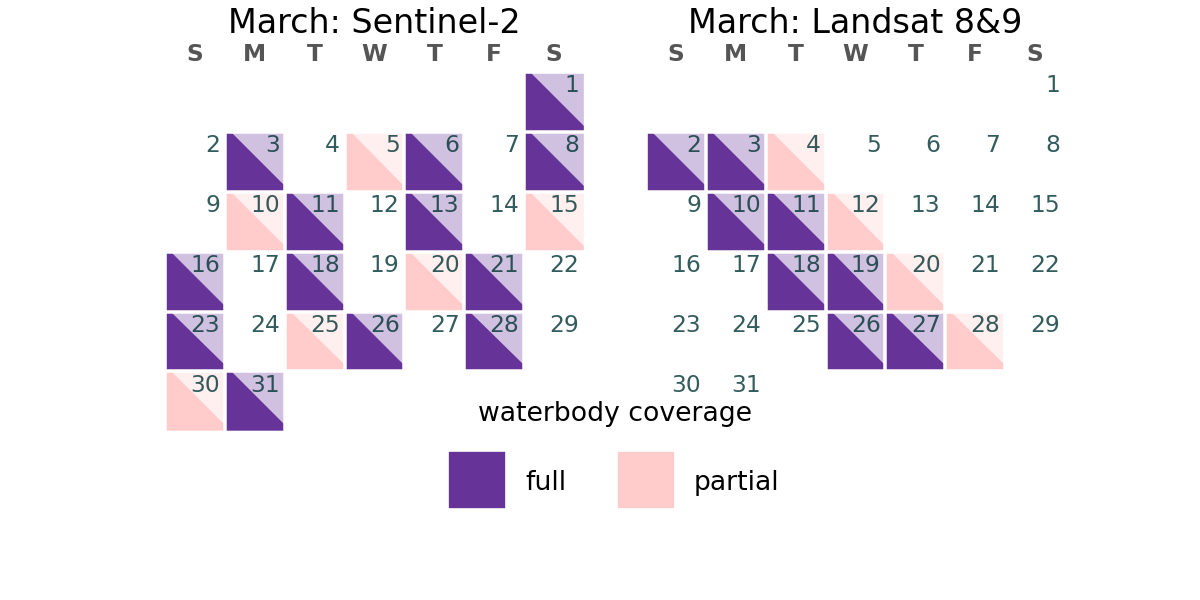 March: Sentinel-2
S M T W T F S
1
2 3 4 5 6 7 8
9 10 11 12 13 14 15
16 17 18 19 20 21 22
23 24 25 26 27 28 29
30 31
March: Landsat 8&9
S M T W T F S
1
2 3 4 5 6 7 8
9 10 11 12 13 14 15
16 17 18 19 20 21 22
23 24 25 26 27 28 29
30 31
waterbody coverage
full partial